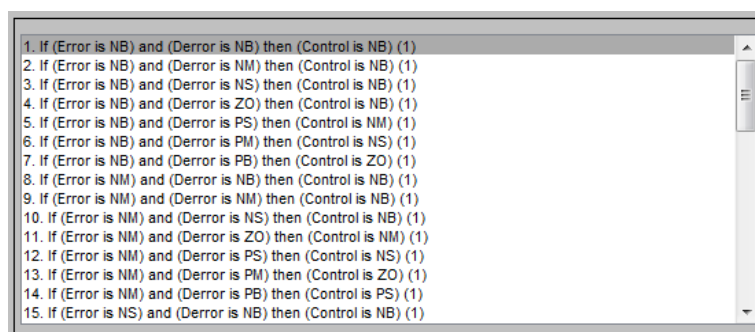 1. If (Error is NB) and (Derror is NB) then (Control is NB) (1)
2. If (Error is NB) and (Derror is NM) then (Control is NB) (1)
3. If (Error is NB) and (Derror is NS) then (Control is NB) (1)
4. If (Error is NB) and (Derror is ZO) then (Control is NB) (1)
5. If (Error is NB) and (Derror is PS) then (Control is NM) (1)
6. If (Error is NB) and (Derror is PM) then (Control is NS) (1)
7. If (Error is NB) and (Derror is PB) then (Control is ZO) (1)
8. If (Error is NM) and (Derror is NB) then (Control is NB) (1)
9. If (Error is NM) and (Derror is NM) then (Control is NB) (1)
10. If (Error is NM) and (Derror is NS) then (Control is NB) (1)
11. If (Error is NM) and (Derror is ZO) then (Control is NM) (1)
12. If (Error is NM) and (Derror is PS) then (Control is NS) (1)
13. If (Error is NM) and (Derror is PM) then (Control is ZO) (1)
14. If (Error is NM) and (Derror is PB) then (Control is PS) (1)
15. If (Error is NS) and (Derror is NB) then (Control is NB) (1)